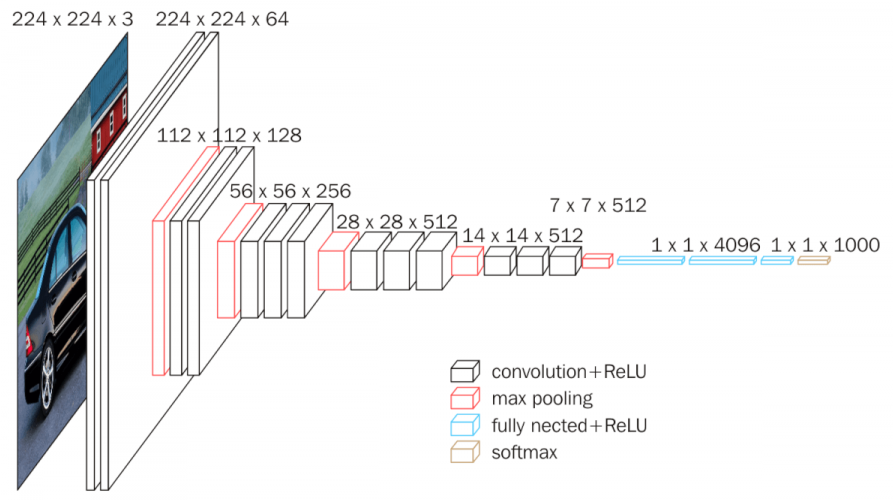 224 x 224 x 3
224 x 224 x 64
112 x 112 x 128
56 x 56 x 256
28 x 28 x 512
14 x 14 x 512
7 x 7 x 512
1 x 1 x 4096
1 x 1 x 1000
convolution+ReLU
max pooling
fully nected+ReLU
softmax